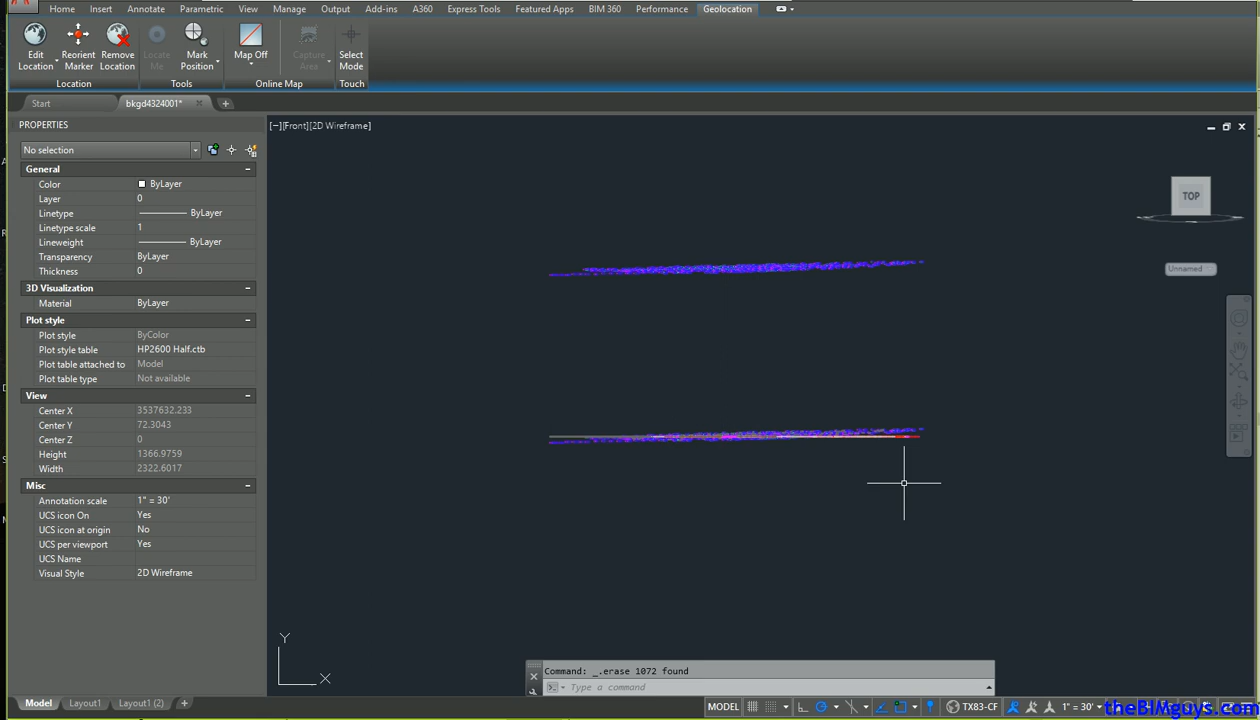 Home Insert Annotate Parametric View Manage Output Add-ins A360 Express Tools Featured Apps BIM 360 Performance Geolocation
Edit Location
Reorient Marker
Remove Location
Locate Me
Mark Position
Map Off
Capture Area
Select Mode
Location Tools Online Map Touch
Start bkgd4324001*
PROPERTIES
[−][Front][2D Wireframe]
No selection
General
Color ByLayer
Layer 0
Linetype ByLayer
Linetype scale 1
Lineweight ByLayer
Transparency ByLayer
Thickness 0
3D Visualization
Material ByLayer
Plot style
Plot style ByColor
Plot style table HP2600 Half.ctb
Plot table attached to Model
Plot table type Not available
View
Center X 3537632.233
Center Y 72.3043
Center Z 0
Height 1366.9759
Width 2322.6017
Misc
Annotation scale 1" = 30'
UCS icon On Yes
UCS icon at origin No
UCS per viewport Yes
UCS Name
Visual Style 2D Wireframe
TOP
Unnamed
Y
X
Command: _.erase 1072 found
Type a command
Model Layout1 Layout1 (2)
MODEL TX83-CF 1" = 30'
theBIMguys.com